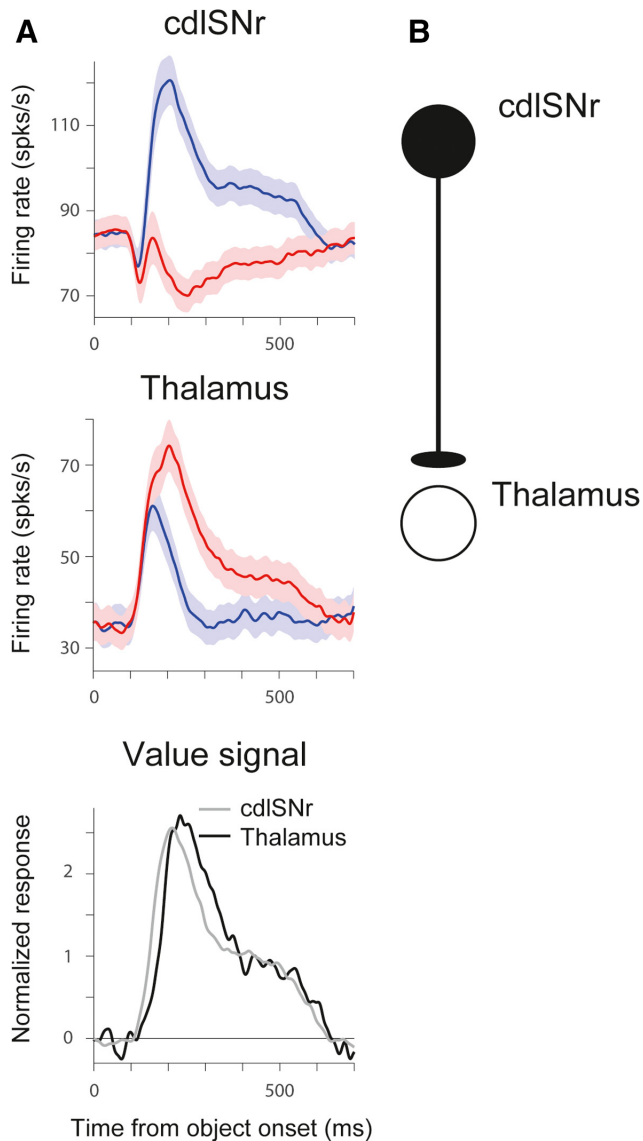 A
cdlSNr
Firing rate (spks/s)
110
90
70
0
500
Thalamus
Firing rate (spks/s)
70
50
30
0
500
Value signal
cdlSNr
Thalamus
Normalized response
2
1
0
0
500
Time from object onset (ms)
B
cdlSNr
Thalamus